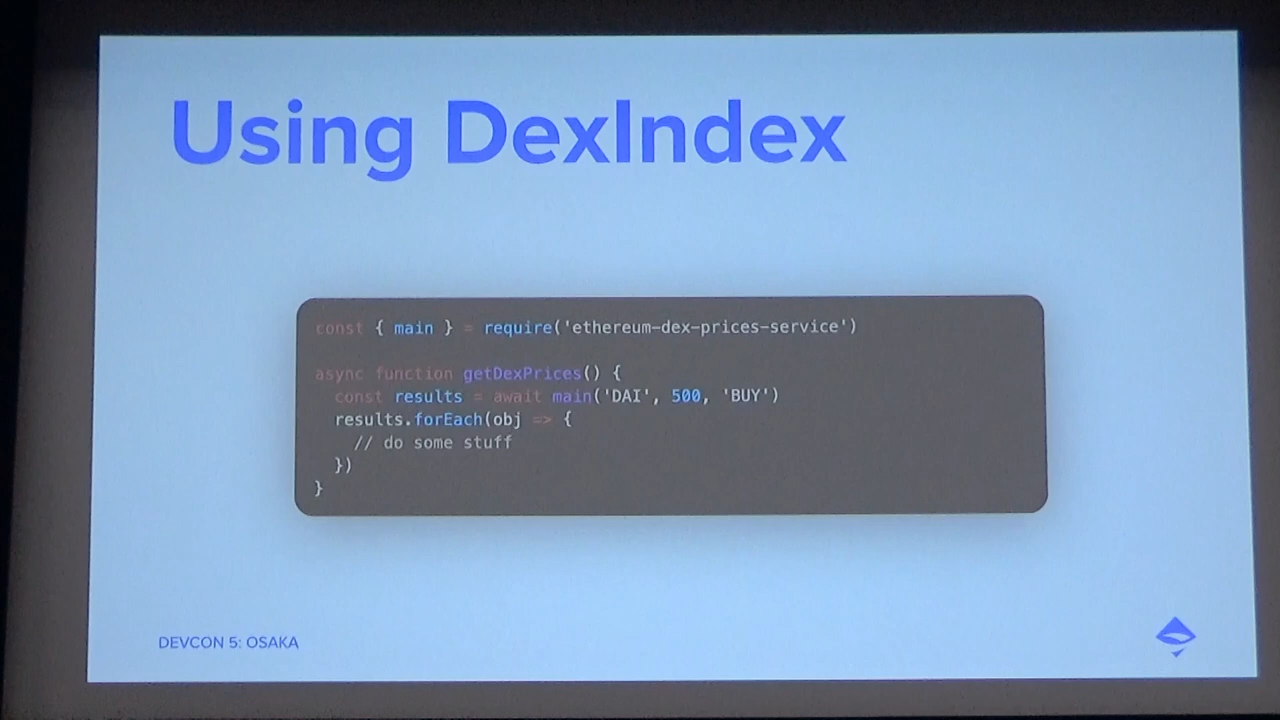 Using DexIndex
const { main } = require('ethereum-dex-prices-service')
async function getDexPrices() {
const results = await main('DAI', 500, 'BUY')
results.forEach(obj => {
// do some stuff
})
}
DEVCON 5: OSAKA